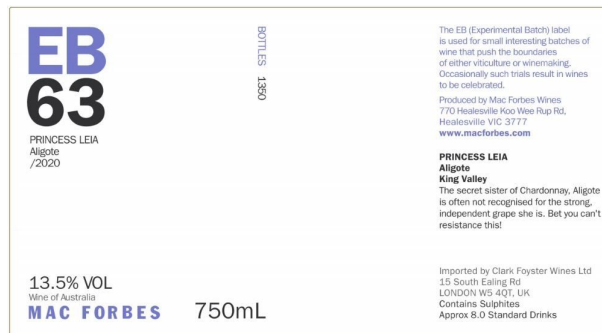 EB
63
PRINCESS LEIA
Aligote
/2020
13.5% VOL
Wine of Australia
MAC FORBES
750mL
BOTTLES 1350
The EB (Experimental Batch) label
is used for small interesting batches of
wine that push the boundaries
of either viticulture or winemaking.
Occasionally such trials result in wines
to be celebrated.
Produced by Mac Forbes Wines
770 Healesville Koo Wee Rup Rd,
Healesville VIC 3777
www.macforbes.com
PRINCESS LEIA
Aligote
King Valley
The secret sister of Chardonnay, Aligote
is often not recognised for the strong,
independent grape she is. Bet you can't
resistance this!
Imported by Clark Foyster Wines Ltd
15 South Ealing Rd
LONDON W5 4QT, UK
Contains Sulphites
Approx 8.0 Standard Drinks